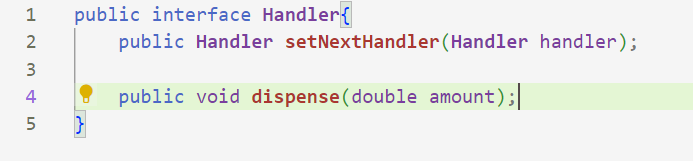 1 public interface Handler{
2     public Handler setNextHandler(Handler handler);
3
4     public void dispense(double amount);
5 }